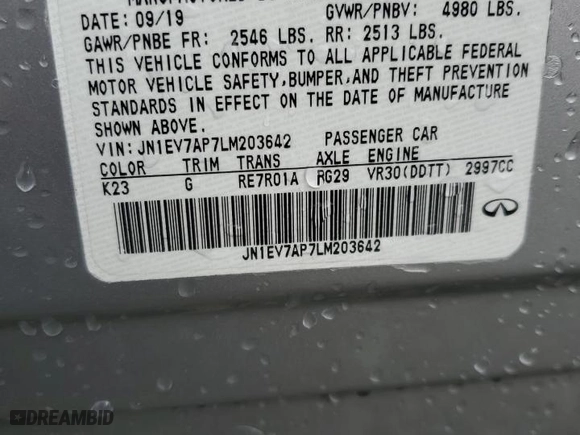 DATE: 09/19 GVWR/PNBV: 4980 LBS.
GAWR/PNBE FR: 2546 LBS. RR: 2513 LBS.
THIS VEHICLE CONFORMS TO ALL APPLICABLE FEDERAL
MOTOR VEHICLE SAFETY,BUMPER,AND THEFT PREVENTION
STANDARDS IN EFFECT ON THE DATE OF MANUFACTURE
SHOWN ABOVE.
VIN: JN1EV7AP7LM203642 PASSENGER CAR
COLOR TRIM TRANS AXLE ENGINE
K23 G RE7R01A RG29 VR30(DDTT) 2997CC
JN1EV7AP7LM203642
DREAMBID